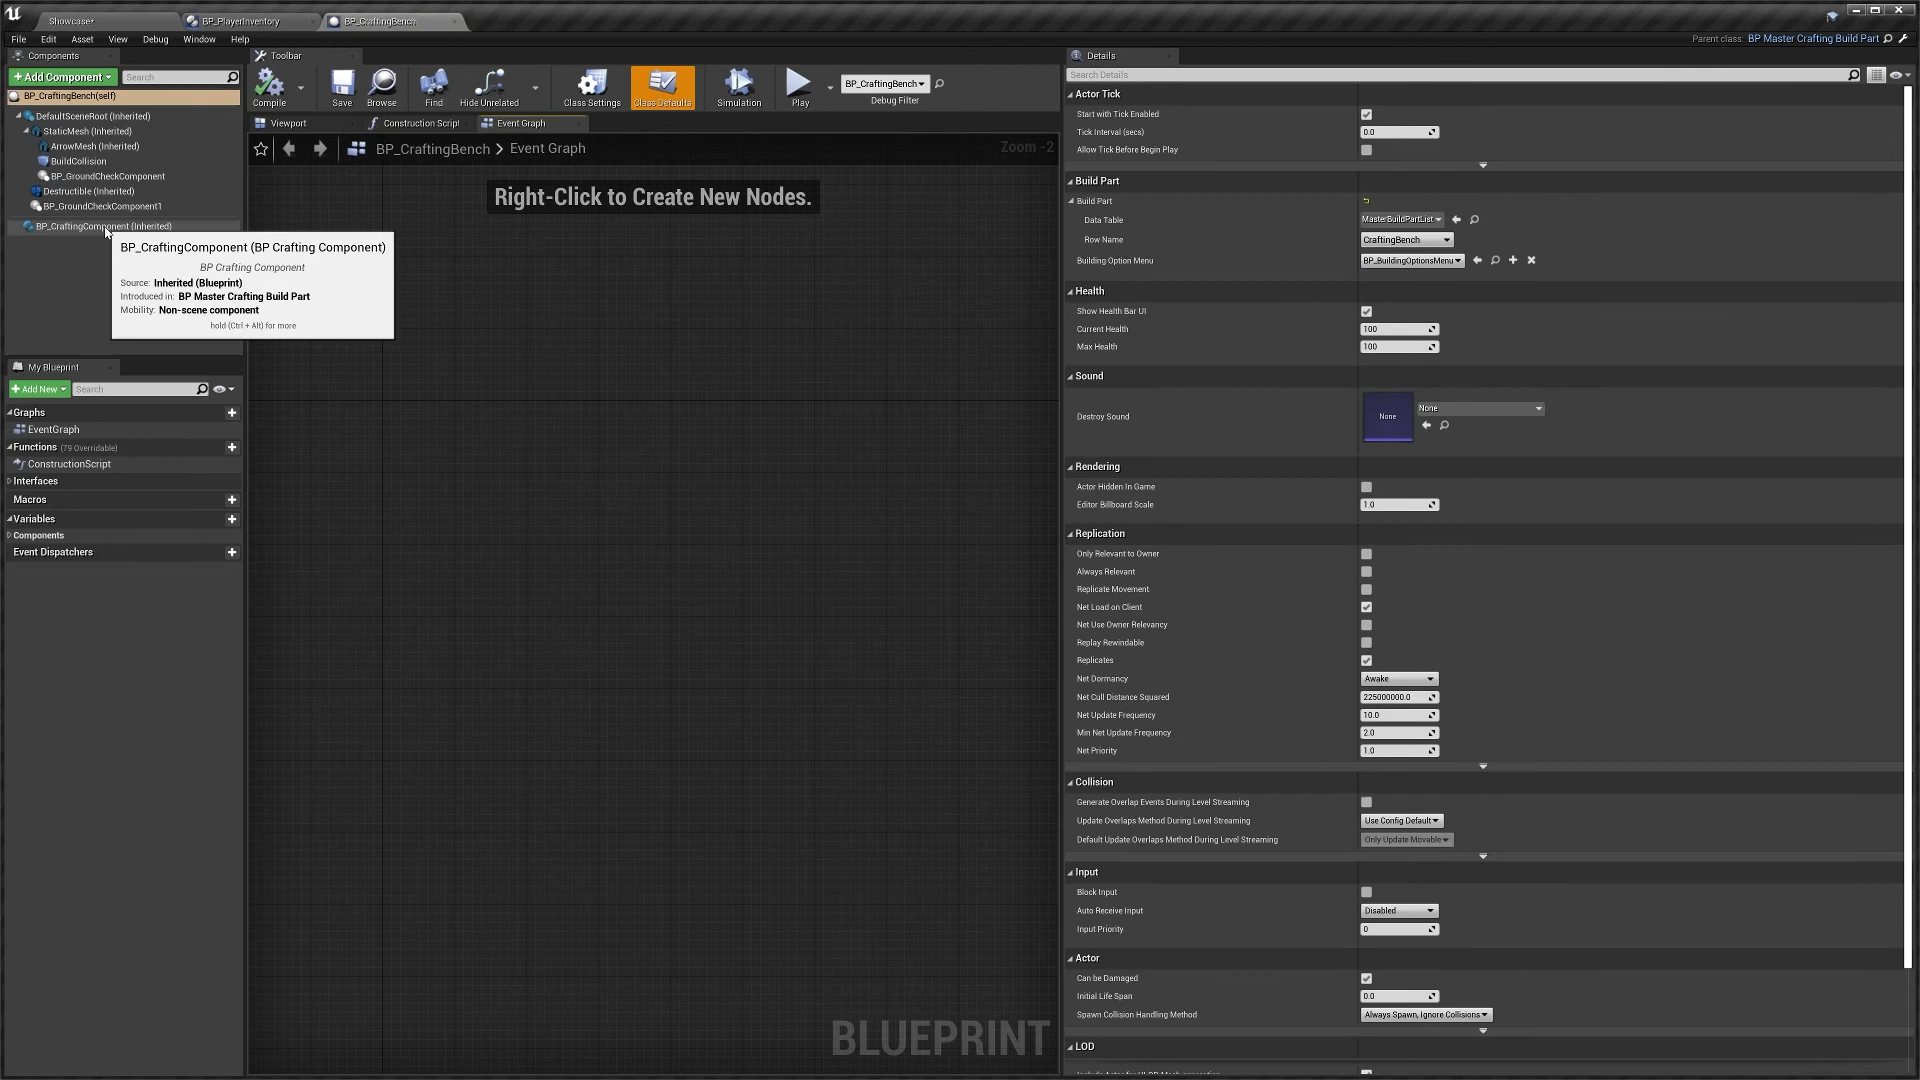 Showcase*
BP_PlayerInventory
BP_CraftingBench
File Edit Asset View Debug Window Help
Parent class: BP Master Crafting Build Part
Components
Toolbar
Details
+Add Component
Search
Search Details
BP_CraftingBench(self)
DefaultSceneRoot (Inherited)
StaticMesh (Inherited)
ArrowMesh (Inherited)
BuildCollision
BP_GroundCheckComponent
Destructible (Inherited)
BP_GroundCheckComponent1
BP_CraftingComponent (Inherited)
BP_CraftingComponent (BP Crafting Component)
BP Crafting Component
Source: Inherited (Blueprint)
Introduced in: BP Master Crafting Build Part
Mobility: Non-scene component
hold (Ctrl + Alt) for more
Compile
Save
Browse
Find
Hide Unrelated
Class Settings
Class Defaults
Simulation
Play
BP_CraftingBench
Debug Filter
Viewport
Construction Script
Event Graph
BP_CraftingBench > Event Graph
Zoom -2
Right-Click to Create New Nodes.
BLUEPRINT
My Blueprint
+Add New
Search
Graphs
EventGraph
Functions (79 Overridable)
ConstructionScript
Interfaces
Macros
Variables
Components
Event Dispatchers
Actor Tick
Start with Tick Enabled
Tick Interval (secs) 0.0
Allow Tick Before Begin Play
Build Part
Build Part
Data Table MasterBuildPartList
Row Name CraftingBench
Building Option Menu BP_BuildingOptionsMenu
Health
Show Health Bar UI
Current Health 100
Max Health 100
Sound
Destroy Sound None None
Rendering
Actor Hidden In Game
Editor Billboard Scale 1.0
Replication
Only Relevant to Owner
Always Relevant
Replicate Movement
Net Load on Client
Net Use Owner Relevancy
Replay Rewindable
Replicates
Net Dormancy Awake
Net Cull Distance Squared 225000000.0
Net Update Frequency 10.0
Min Net Update Frequency 2.0
Net Priority 1.0
Collision
Generate Overlap Events During Level Streaming
Update Overlaps Method During Level Streaming Use Config Default
Default Update Overlaps Method During Level Streaming Only Update Movable
Input
Block Input
Auto Receive Input Disabled
Input Priority 0
Actor
Can be Damaged
Initial Life Span 0.0
Spawn Collision Handling Method Always Spawn, Ignore Collisions
LOD